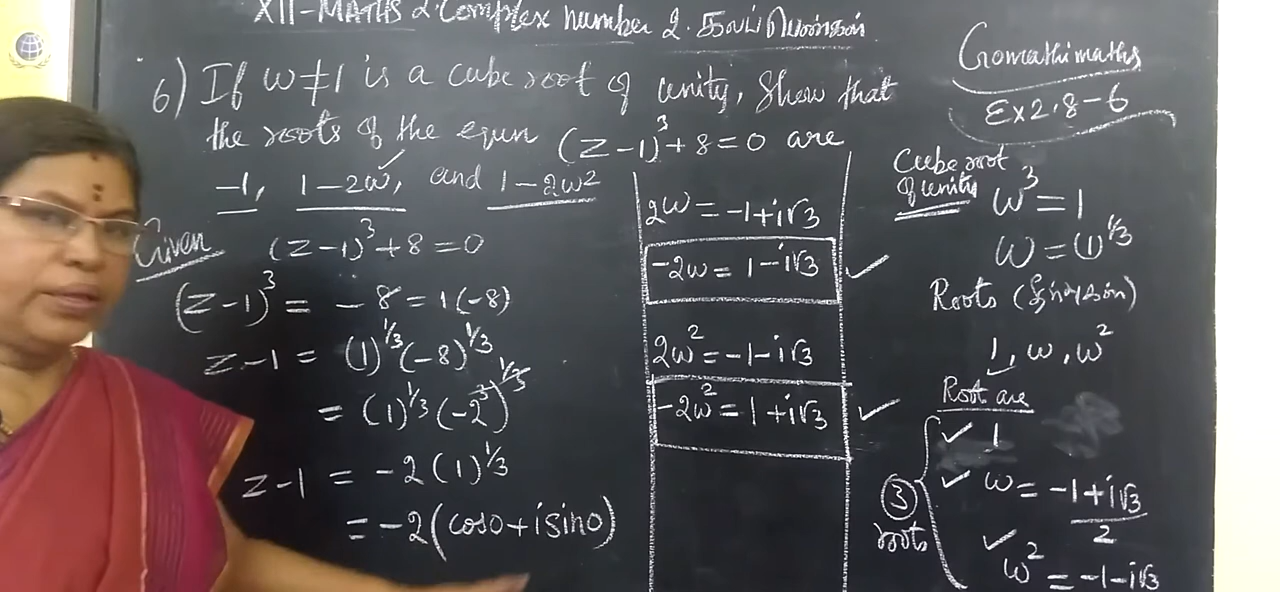 XII-MATHS 2. Complex number 2.
Gomathimaths
Ex 2.8-6
6) If ω≠1 is a cube root of unity, Show that
the roots of the equn (z-1)³+8=0 are
-1, 1-2ω, and 1-2ω²
Given (z-1)³+8=0
(z-1)³ = -8 = 1(-8)
z-1 = (1)^1/3 (-8)^1/3
= (1)^1/3 (-2³)^1/3
z-1 = -2(1)^1/3
= -2(cos0+isin0)
2ω = -1+i√3
-2ω = 1-i√3 ✓
2ω² = -1-i√3
-2ω² = 1+i√3 ✓
Cube root
of unity ω³ = 1
ω = (1)^1/3
Roots
1, ω, ω²
Root are
✓ 1
✓ ω = (-1+i√3)/2
✓ ω² = -1-i√3
③
roots